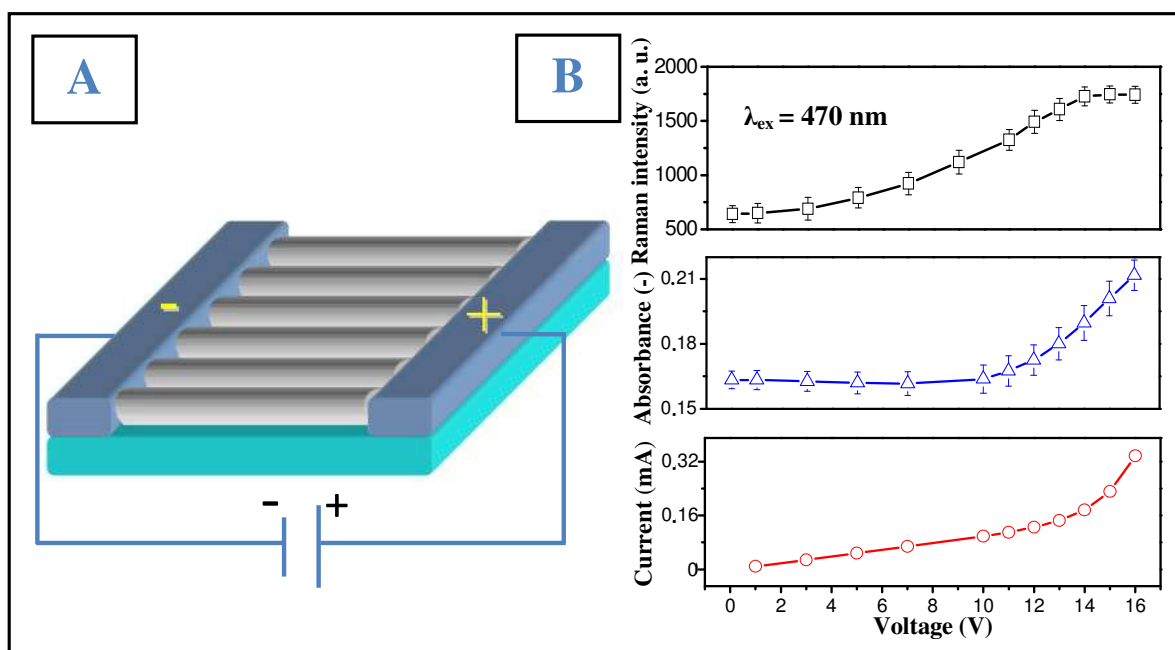 A
B
-
+
- +
Raman intensity (a. u.)
2000
1750
1500
1000
500
λex = 470 nm
Absorbance (-)
0,21
0,18
0,15
Current (mA)
0,32
0,16
0
0 2 4 6 8 10 12 14 16
Voltage (V)